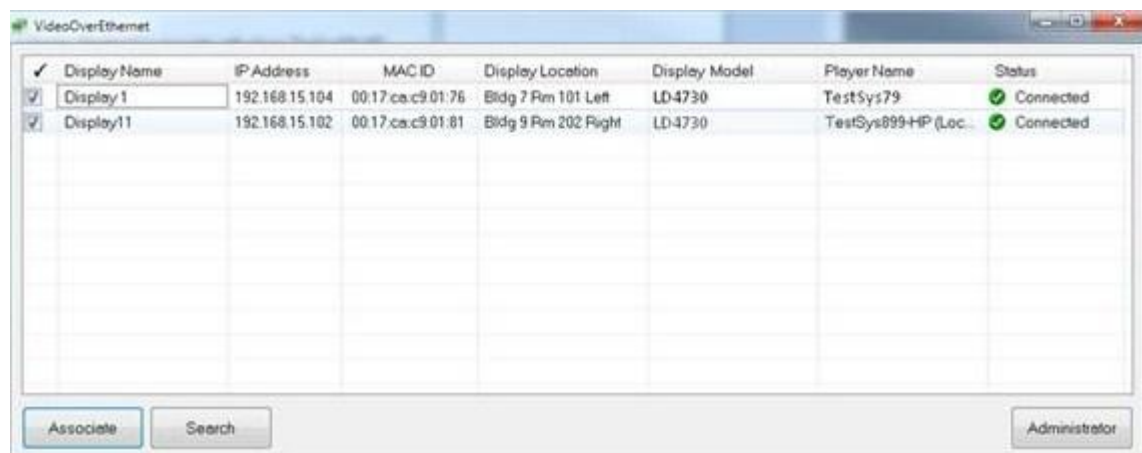 VideoOverEthernet
✓ Display Name IP Address MAC ID Display Location Display Model Player Name Status
Display 1 192.168.15.104 00:17:ca:c9:01:76 Bldg 7 Rm 101 Left LD4730 TestSys79 Connected
Display11 192.168.15.102 00:17:ca:c9:01:81 Bldg 9 Rm 202 Right LD4730 TestSys899-HP (Loc... Connected
Associate Search Administrator